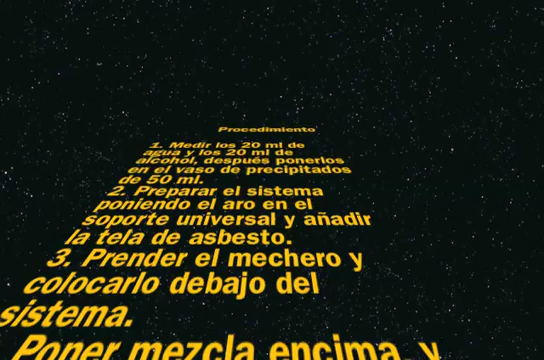 Procedimiento
1. Medir los 20 ml de
agua y los 20 ml de
alcohol, después ponerlos
en el vaso de precipitados
de 50 ml.
2. Preparar el sistema
poniendo el aro en el
soporte universal y añadir
la tela de asbesto.
3. Prender el mechero y
colocarlo debajo del
sistema.
Poner mezcla encima, y